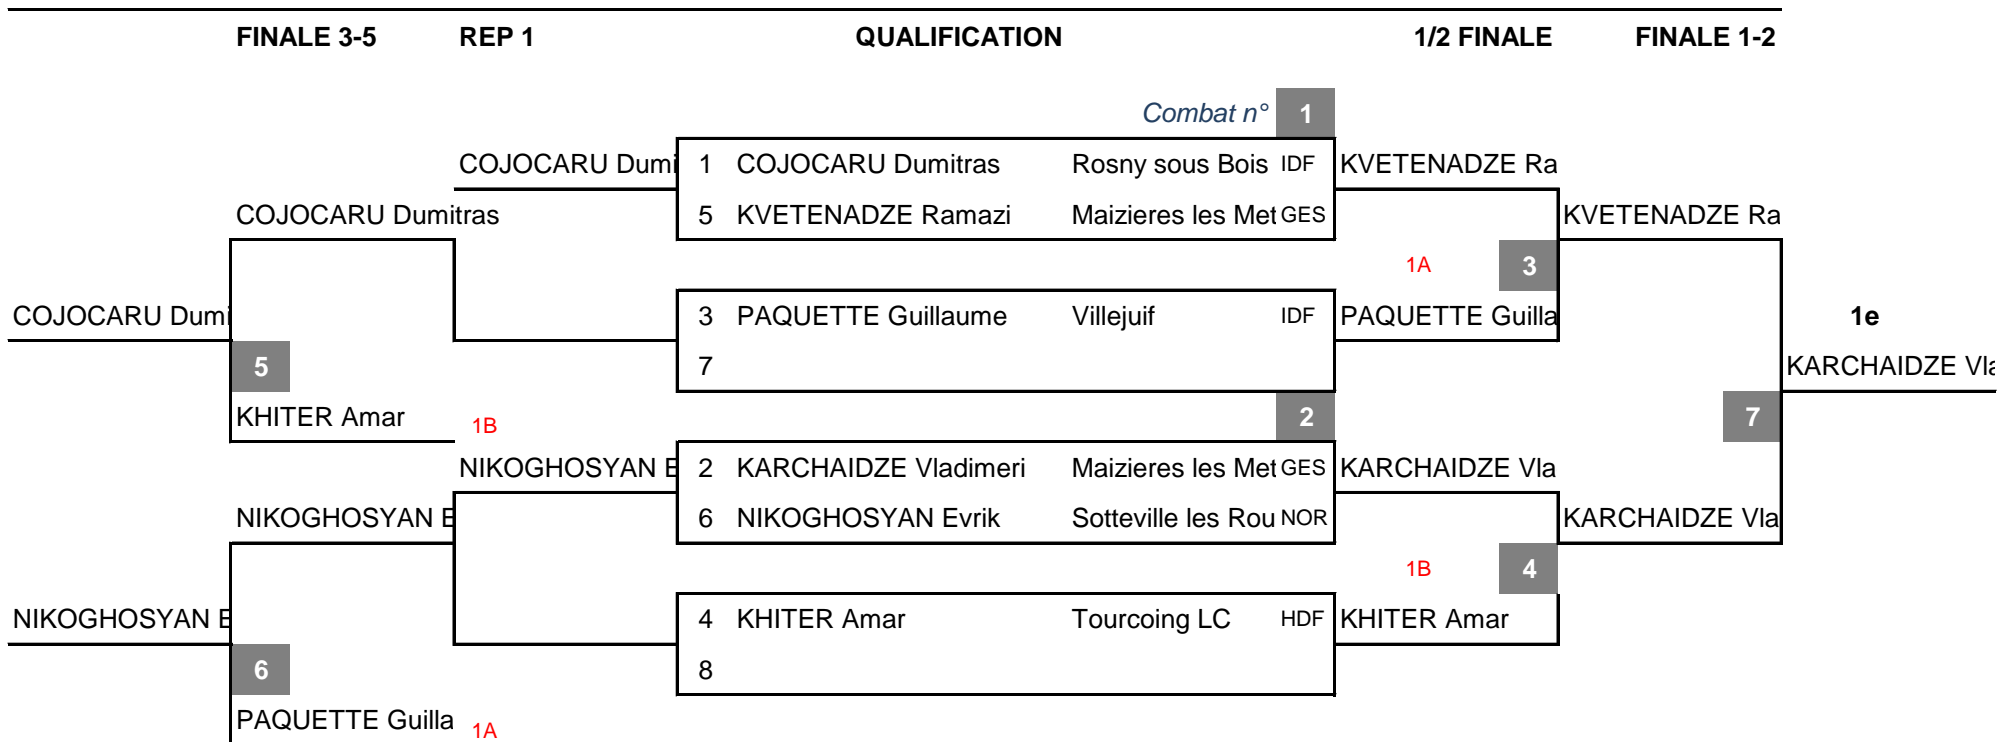 FINALE 3-5 REP 1 QUALIFICATION 1/2 FINALE FINALE 1-2
Combat n° 1
COJOCARU Dumi 1 COJOCARU Dumitras Rosny sous Bois IDF KVETENADZE Ra
COJOCARU Dumitras 5 KVETENADZE Ramazi Maizieres les Met GES KVETENADZE Ra
1A 3
COJOCARU Dumi 3 PAQUETTE Guillaume Villejuif IDF PAQUETTE Guilla 1e
5 7 KARCHAIDZE Vla
KHITER Amar 1B 2 7
NIKOGHOSYAN E 2 KARCHAIDZE Vladimeri Maizieres les Met GES KARCHAIDZE Vla
NIKOGHOSYAN E 6 NIKOGHOSYAN Evrik Sotteville les Rou NOR KARCHAIDZE Vla
1B 4
NIKOGHOSYAN E 4 KHITER Amar Tourcoing LC HDF KHITER Amar
6 8
PAQUETTE Guilla 1A